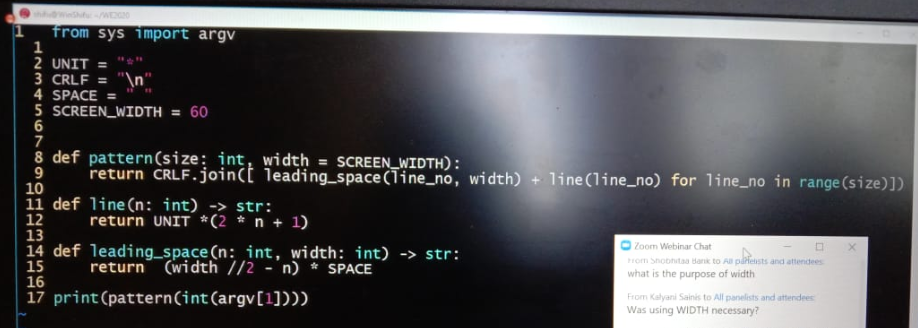 ~/WE2020
1 from sys import argv
1
2 UNIT = "*"
3 CRLF = "\n"
4 SPACE = " "
5 SCREEN_WIDTH = 60
6
7
8 def pattern(size: int, width = SCREEN_WIDTH):
9 return CRLF.join([ leading_space(line_no, width) + line(line_no) for line_no in range(size)])
10
11 def line(n: int) -> str:
12 return UNIT *(2 * n + 1)
13
14 def leading_space(n: int, width: int) -> str:
15 return (width //2 - n) * SPACE
16
17 print(pattern(int(argv[1])))
~
Zoom Webinar Chat
From Shobhitaa Bank to All panelists and attendees:
what is the purpose of width
From Kalyani Sainis to All panelists and attendees:
Was using WIDTH necessary?